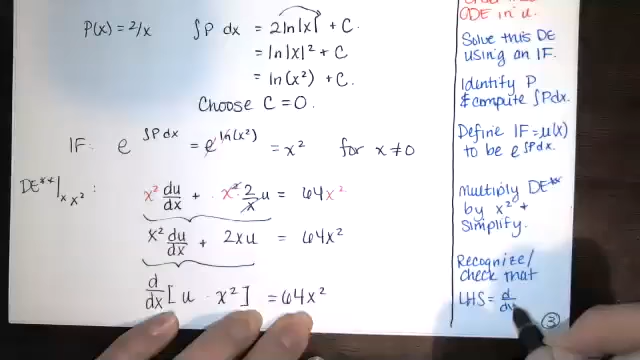 P(x) = 2/x ∫P dx = 2ln|x| + C.
= ln|x|² + C
= ln(x²) + C.
Choose C = 0.
IF: e^∫Pdx = e^ln(x²) = x² for x ≠ 0
DE**|× x² : x² du/dx + x² 2/x u = 64x²
x² du/dx + 2xu = 64x²
d/dx [u · x²] = 64x²
ODE in u.
Solve this DE
using an IF.
Identify P
& compute ∫Pdx.
Define IF = μ(x)
to be e^∫Pdx.
Multiply DE**
by x² +
simplify.
Recognize/
check that
LHS = d/dx
3